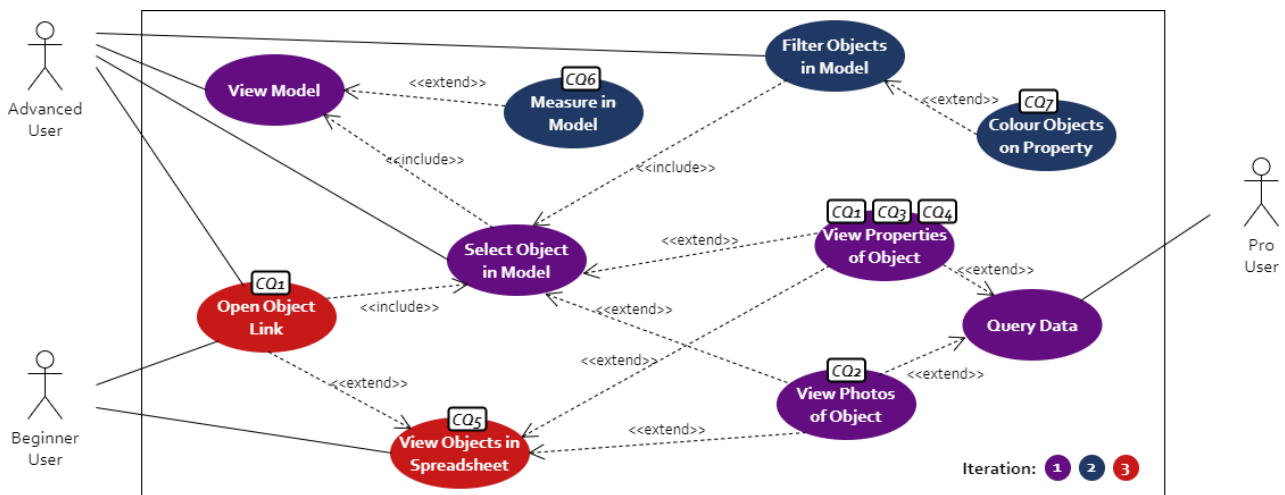 Advanced
User
View Model
<<extend>>
CQ6
Measure in
Model
Filter Objects
in Model
<<extend>>
CQ7
Colour Objects
on Property
<<include>>
<<include>>
Select Object
in Model
<<extend>>
CQ1 CQ3 CQ4
View Properties
of Object
<<extend>>
Pro
User
CQ1
Open Object
Link
<<include>>
<<extend>>
Query Data
<<extend>>
<<extend>>
CQ2
View Photos
of Object
<<extend>>
Beginner
User
<<extend>>
CQ5
View Objects in
Spreadsheet
Iteration: 1 2 3